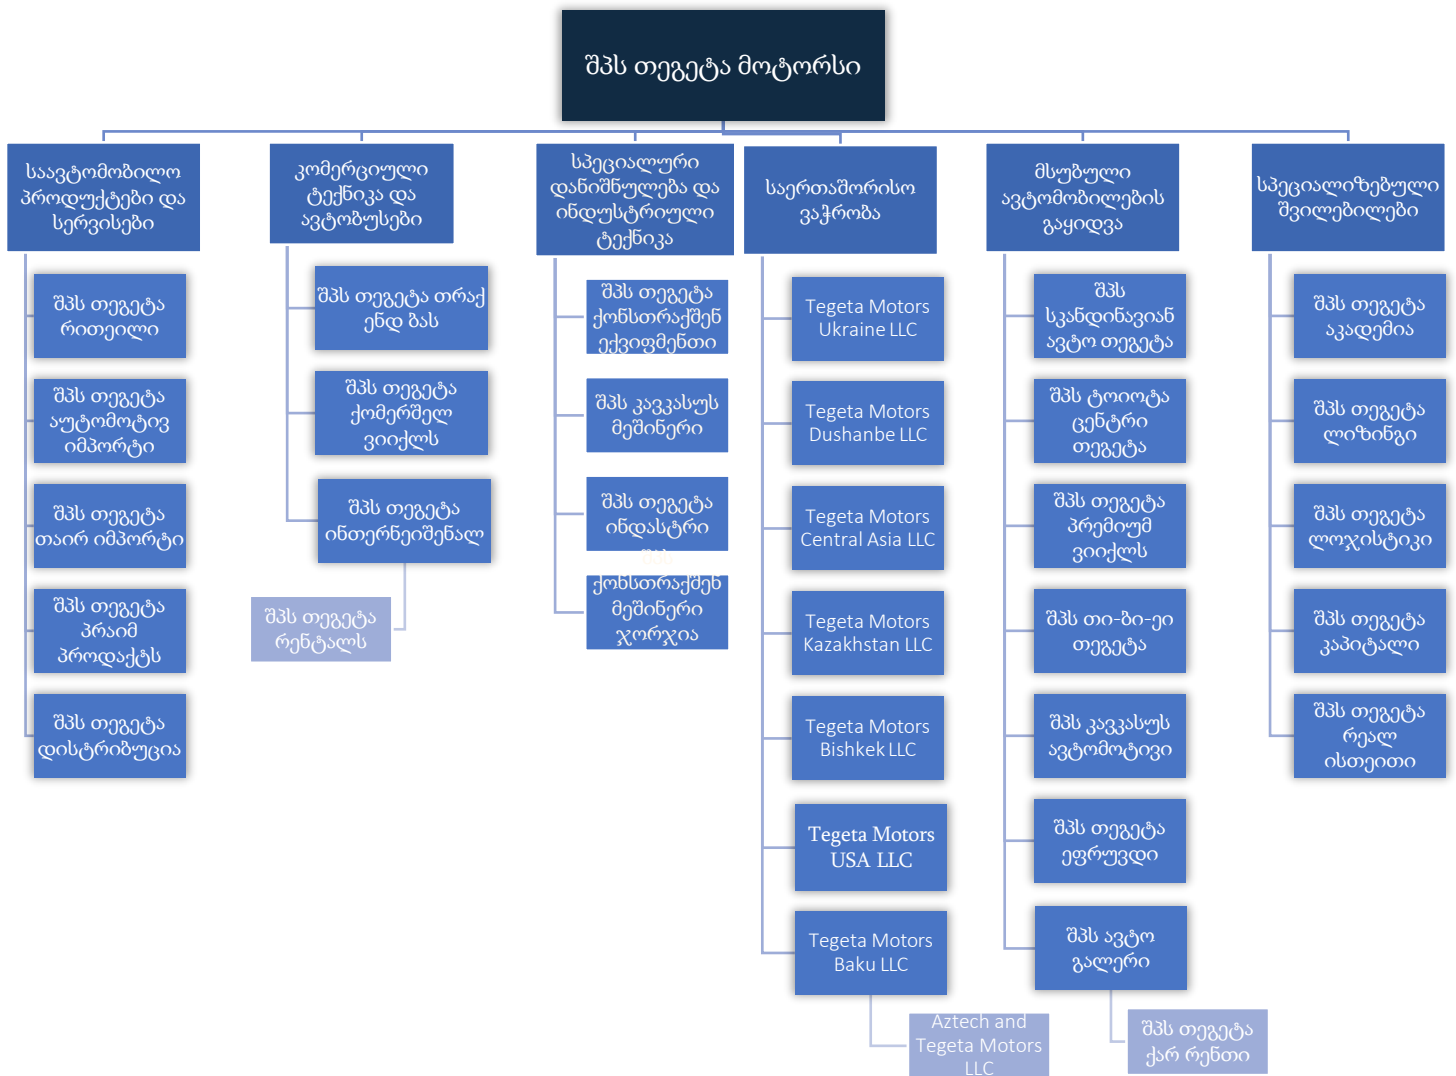 შპს თეგეტა მოტორსი
საავტომობილო
პროდუქტები და
სერვისები
შპს თეგეტა
რითეილი
შპს თეგეტა
აუტომოტივ
იმპორტი
შპს თეგეტა
თაირ იმპორტი
შპს თეგეტა
პრაიმ
პროდაქტს
შპს თეგეტა
დისტრიბუცია
კომერციული
ტექნიკა და
ავტობუსები
შპს თეგეტა თრაქ
ენდ ბას
შპს თეგეტა
ქომერშელ
ვიიქლს
შპს თეგეტა
ინთერნეიშენალ
შპს თეგეტა
რენტალს
სპეციალური
დანიშნულება და
ინდუსტრიული
ტექნიკა
შპს თეგეტა
ქონსთრაქშენ
ექვიფმენთი
შპს კავკასუს
მეშინერი
შპს თეგეტა
ინდასტრი
შპს
ქონსთრაქშენ
მეშინერი
ჯორჯია
საერთაშორისო
ვაჭრობა
Tegeta Motors
Ukraine LLC
Tegeta Motors
Dushanbe LLC
Tegeta Motors
Central Asia LLC
Tegeta Motors
Kazakhstan LLC
Tegeta Motors
Bishkek LLC
Tegeta Motors
USA LLC
Tegeta Motors
Baku LLC
Aztech and
Tegeta Motors
LLC
მსუბული
ავტომობილების
გაყიდვა
შპს
სკანდინავიან
ავტო თეგეტა
შპს ტოიოტა
ცენტრი
თეგეტა
შპს თეგეტა
პრემიუმ
ვიიქლს
შპს თი-ბი-ეი
თეგეტა
შპს კავკასუს
ავტომოტივი
შპს თეგეტა
ეფრუვდი
შპს ავტო
გალერი
შპს თეგეტა
ქარ რენთი
სპეციალიზებული
შვილებილები
შპს თეგეტა
აკადემია
შპს თეგეტა
ლიზინგი
შპს თეგეტა
ლოჯისტიკი
შპს თეგეტა
კაპიტალი
შპს თეგეტა
რეალ
ისთეითი